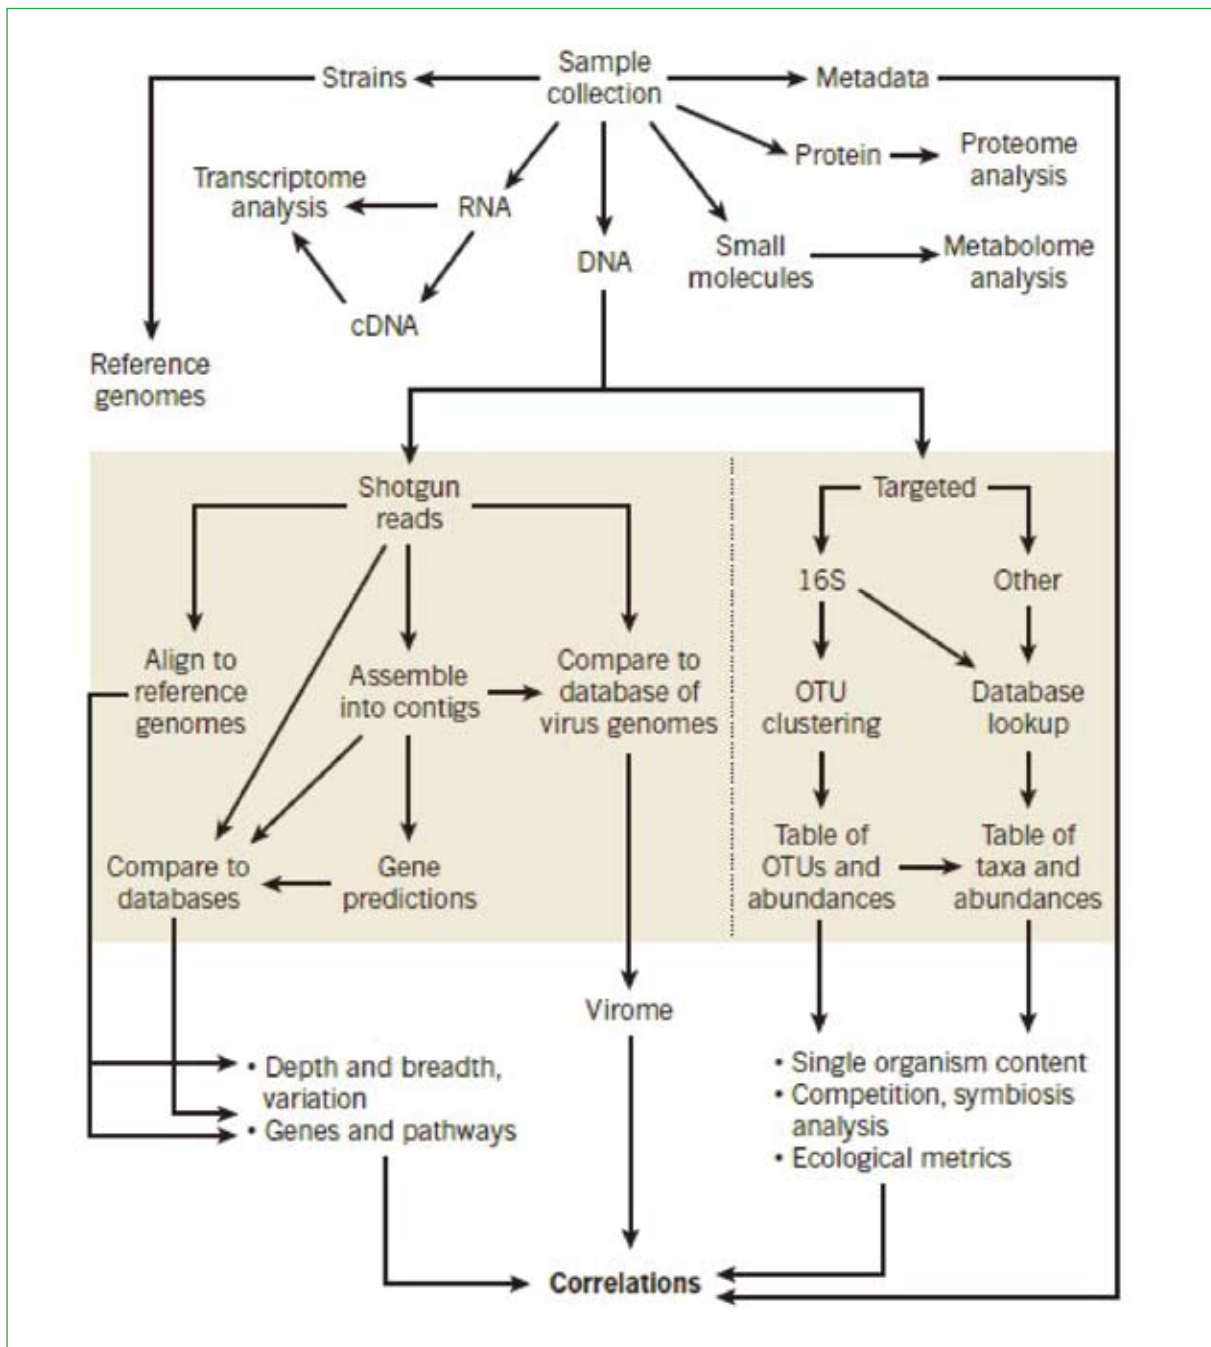 Sample
collection
Strains
Metadata
Protein
Proteome
analysis
Transcriptome
analysis
RNA
DNA
Small
molecules
Metabolome
analysis
cDNA
Reference
genomes
Shotgun
reads
Targeted
16S
Other
Align to
reference
genomes
Assemble
into contigs
Compare to
database of
virus genomes
OTU
clustering
Database
lookup
Compare to
databases
Gene
predictions
Table of
OTUs and
abundances
Table of
taxa and
abundances
Virome
• Depth and breadth,
variation
• Genes and pathways
• Single organism content
• Competition, symbiosis
analysis
• Ecological metrics
Correlations